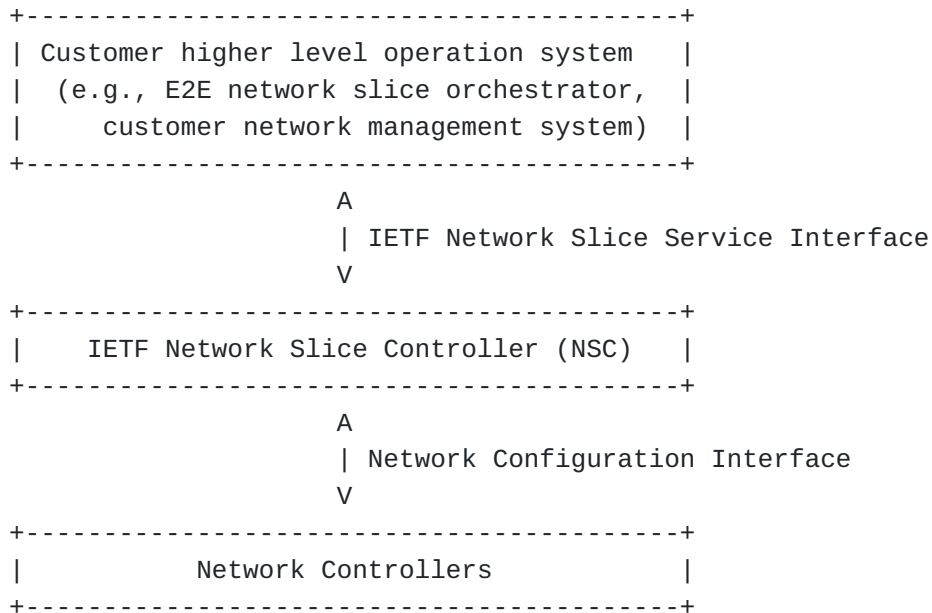 +------------------------------------------+
| Customer higher level operation system   |
|  (e.g., E2E network slice orchestrator,  |
|     customer network management system)  |
+------------------------------------------+
                     A
                     | IETF Network Slice Service Interface
                     V
+------------------------------------------+
|    IETF Network Slice Controller (NSC)   |
+------------------------------------------+
                     A
                     | Network Configuration Interface
                     V
+------------------------------------------+
|           Network Controllers            |
+------------------------------------------+